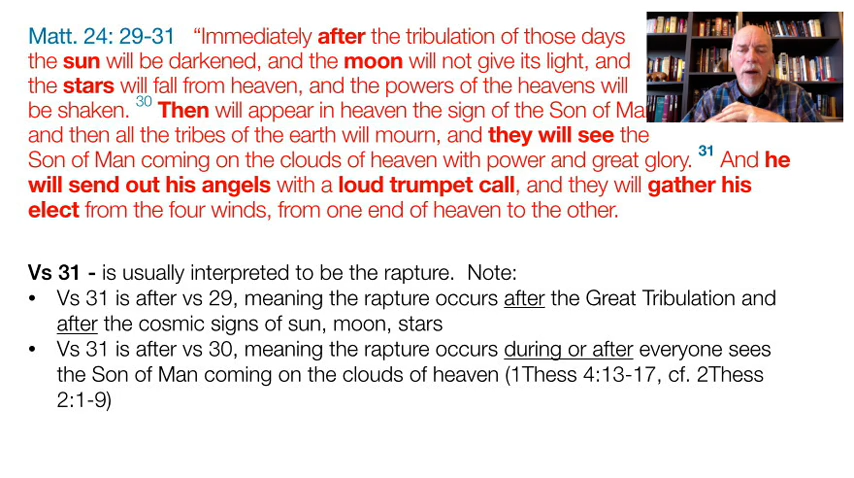 Matt. 24: 29-31 “Immediately after the tribulation of those days
the sun will be darkened, and the moon will not give its light, and
the stars will fall from heaven, and the powers of the heavens will
be shaken. 30 Then will appear in heaven the sign of the Son of Ma
and then all the tribes of the earth will mourn, and they will see the
Son of Man coming on the clouds of heaven with power and great glory. 31 And he
will send out his angels with a loud trumpet call, and they will gather his
elect from the four winds, from one end of heaven to the other.
Vs 31 - is usually interpreted to be the rapture. Note:
• Vs 31 is after vs 29, meaning the rapture occurs after the Great Tribulation and
after the cosmic signs of sun, moon, stars
• Vs 31 is after vs 30, meaning the rapture occurs during or after everyone sees
the Son of Man coming on the clouds of heaven (1Thess 4:13-17, cf. 2Thess
2:1-9)